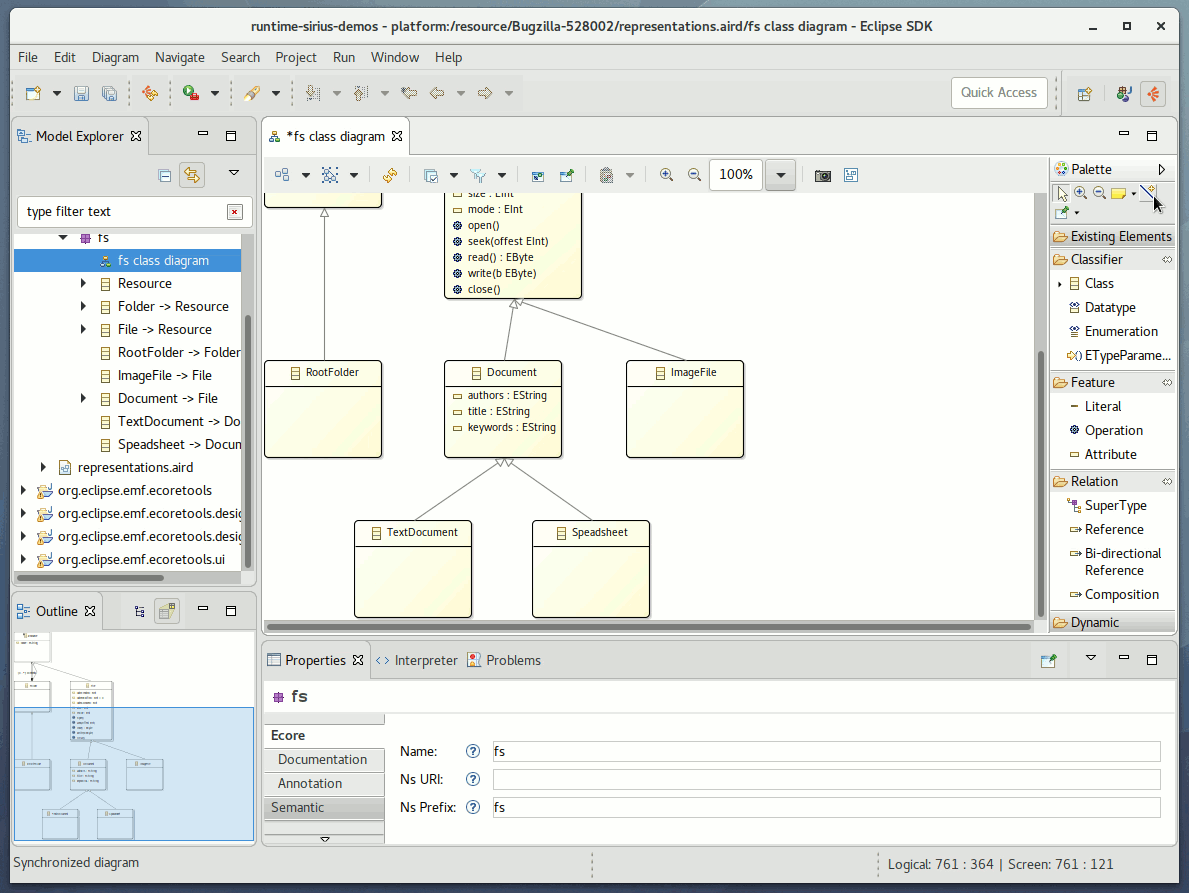 runtime-sirius-demos - platform:/resource/Bugzilla-528002/representations.aird/fs class diagram - Eclipse SDK
File Edit Diagram Navigate Search Project Run Window Help
Quick Access
Model Explorer
type filter text
fs
fs class diagram
Resource
Folder -> Resource
File -> Resource
RootFolder -> Folder
ImageFile -> File
Document -> File
TextDocument -> Do
Speadsheet -> Docum
representations.aird
org.eclipse.emf.ecoretools
org.eclipse.emf.ecoretools.desig
org.eclipse.emf.ecoretools.desig
org.eclipse.emf.ecoretools.ui
Outline
*fs class diagram
100%
size : EInt
mode : EInt
open()
seek(offest EInt)
read() : EByte
write(b EByte)
close()
RootFolder
Document
authors : EString
title : EString
keywords : EString
ImageFile
TextDocument
Speadsheet
Palette
Existing Elements
Classifier
Class
Datatype
Enumeration
ETypeParame...
Feature
Literal
Operation
Attribute
Relation
SuperType
Reference
Bi-directional
Reference
Composition
Dynamic
Properties
Interpreter
Problems
fs
Ecore
Documentation
Annotation
Semantic
Name: fs
Ns URI:
Ns Prefix: fs
Synchronized diagram
Logical: 761 : 364 | Screen: 761 : 121